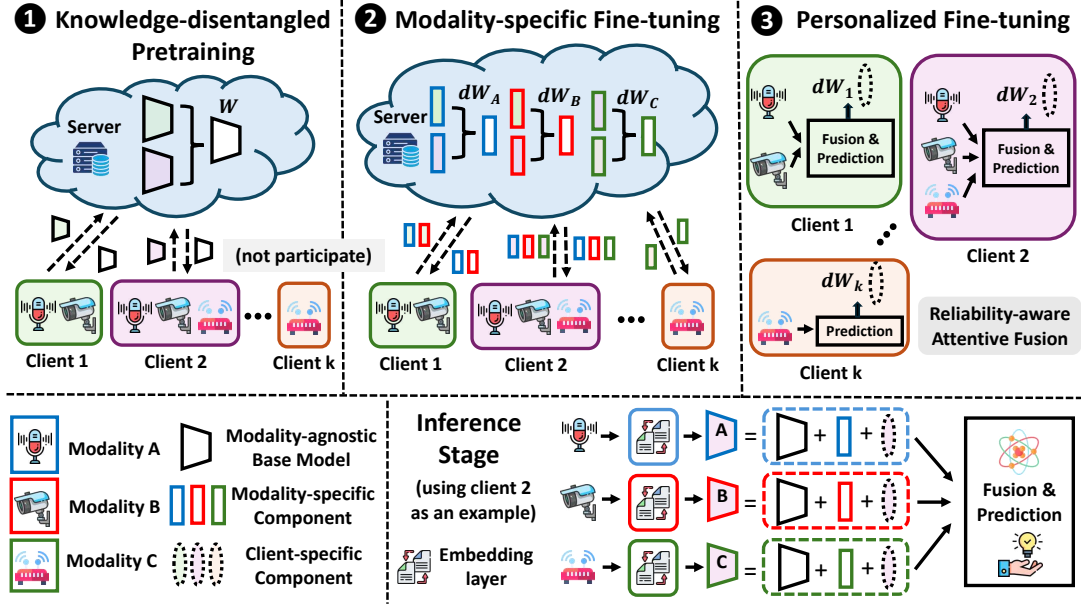 1 Knowledge-disentangled
Pretraining
W
Server
(not participate)
Client 1
Client 2
Client k
2 Modality-specific Fine-tuning
dW_A
dW_B
dW_C
Server
Client 1
Client 2
Client k
3 Personalized Fine-tuning
Client 1
dW_1
Fusion &
Prediction
Client 2
dW_2
Fusion &
Prediction
dW_k
Prediction
Client k
Reliability-aware
Attentive Fusion
Modality A
Modality-agnostic
Base Model
Modality B
Modality-specific
Component
Modality C
Client-specific
Component
Inference
Stage
(using client 2
as an example)
Embedding
layer
A = + +
B = + +
C = + +
Fusion &
Prediction